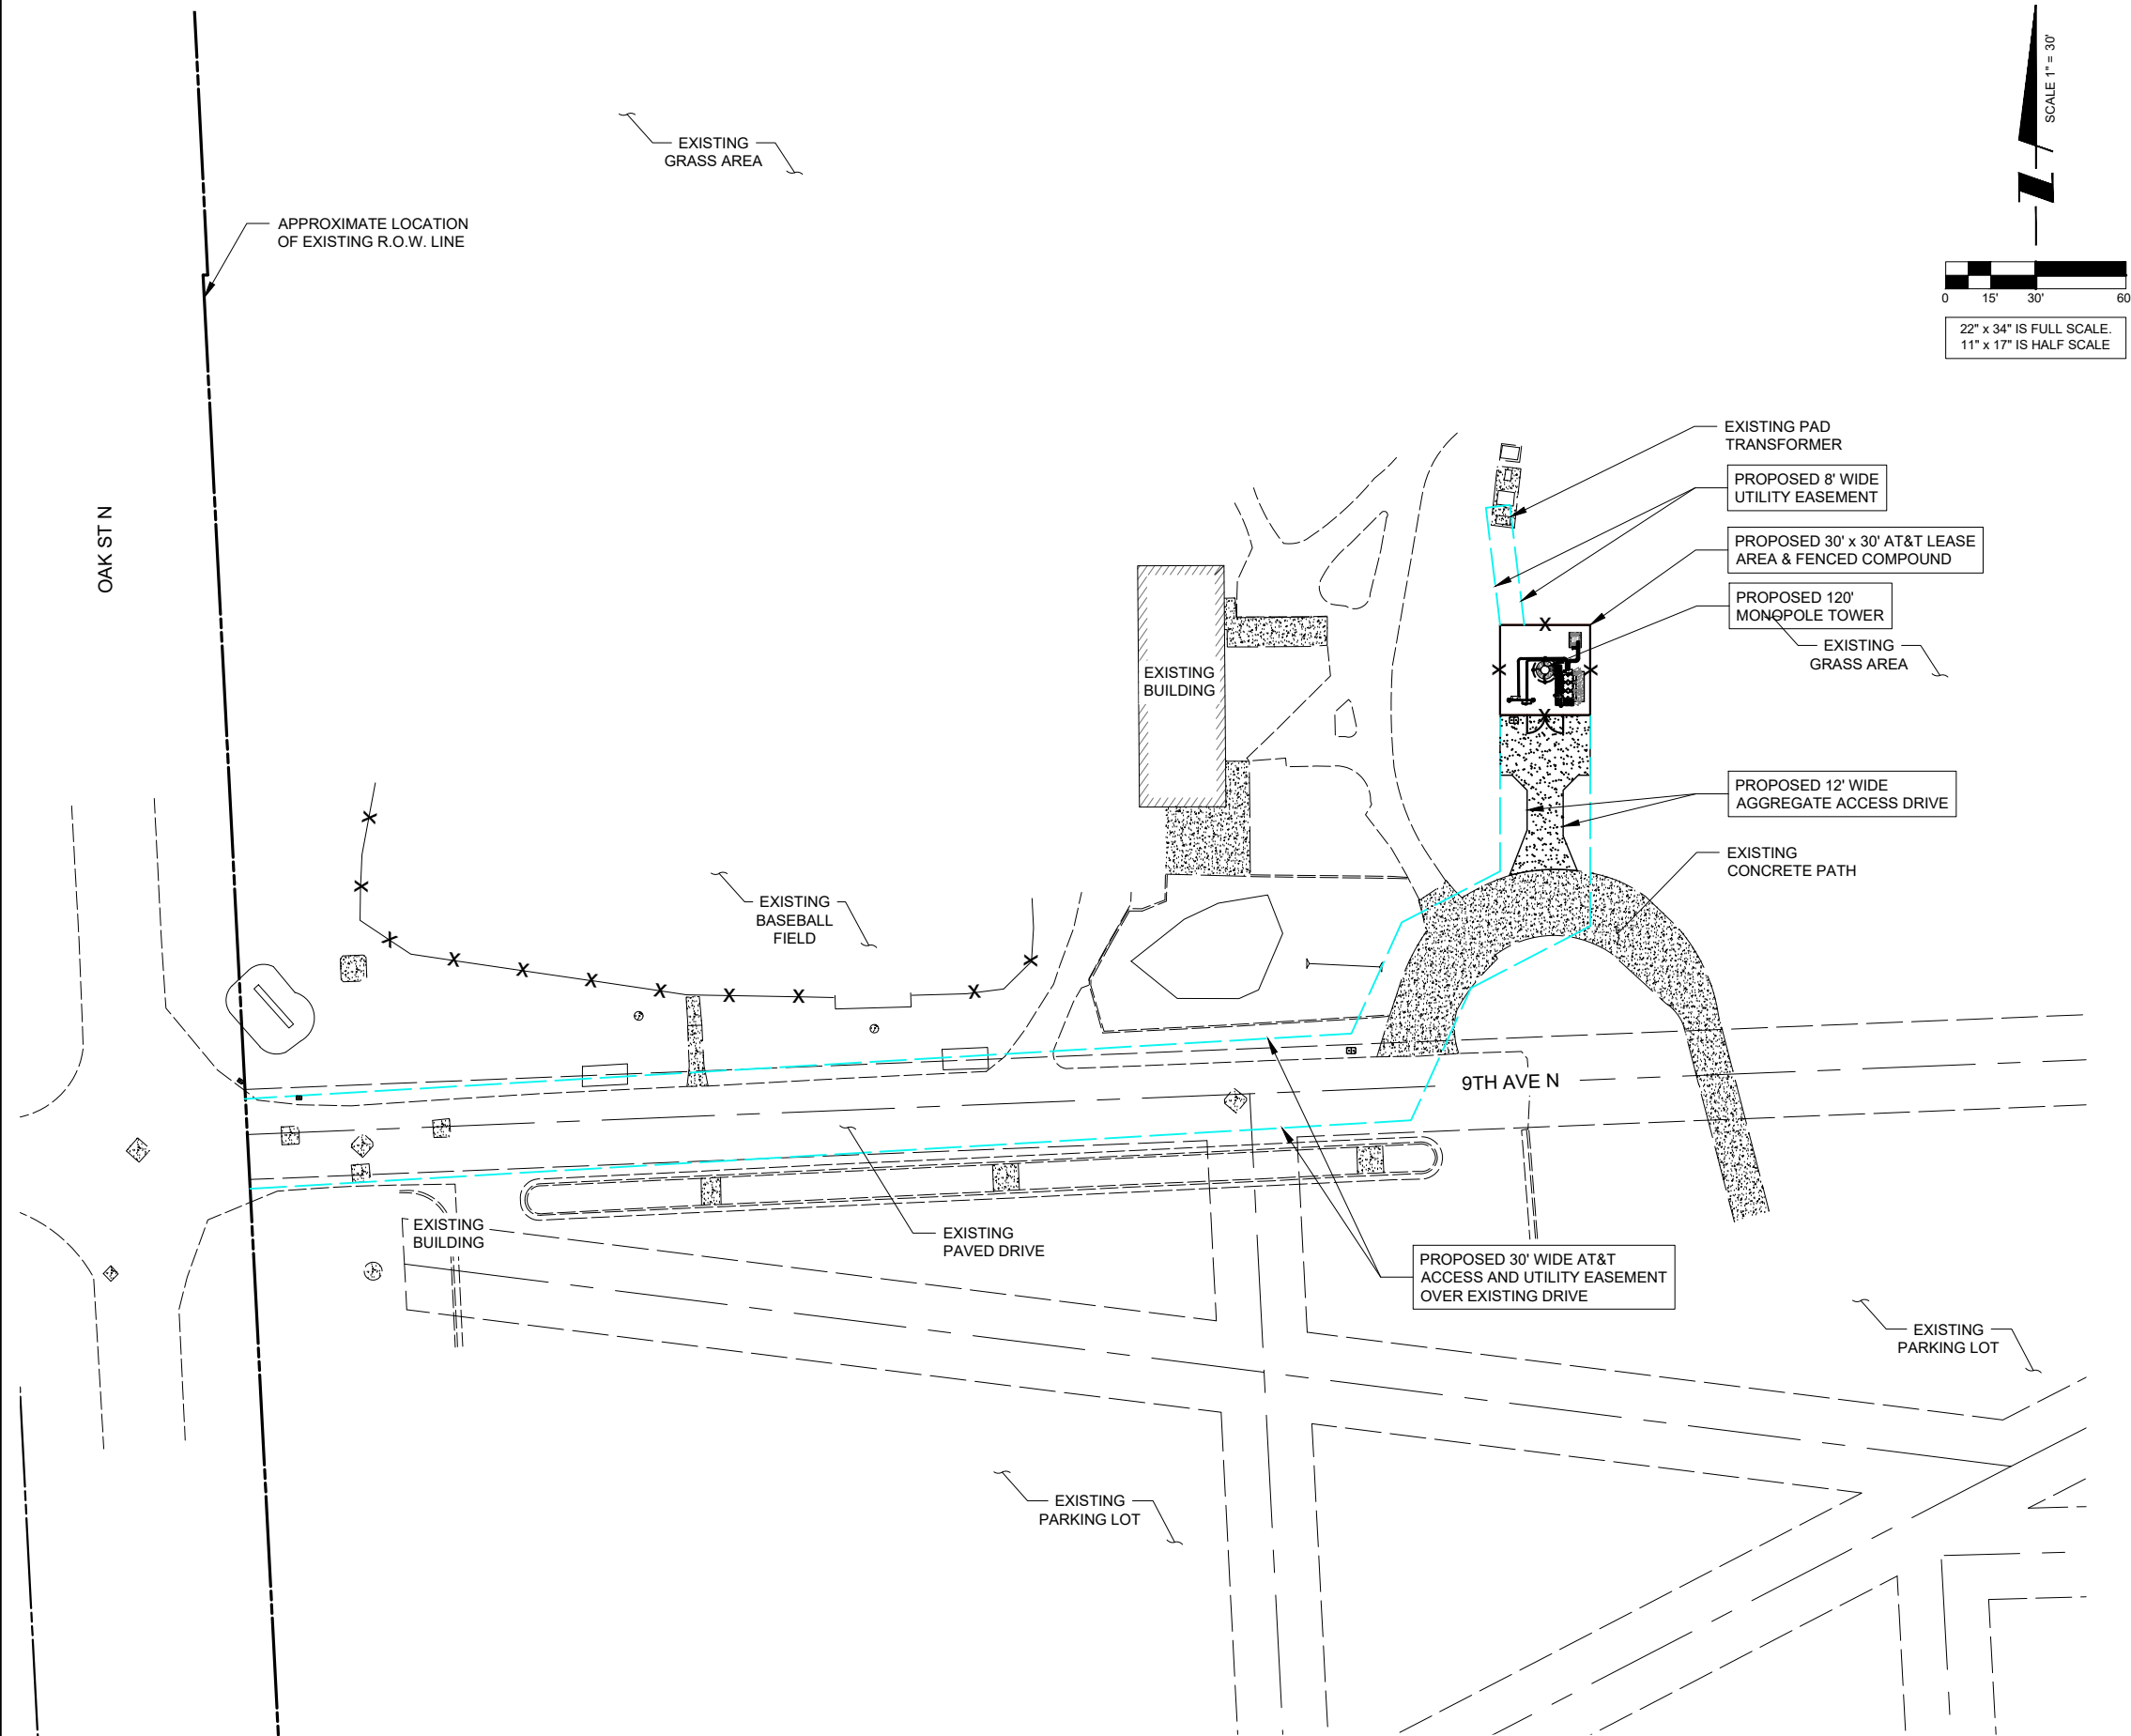 SCALE 1" = 30'
EXISTING
GRASS AREA
APPROXIMATE LOCATION
OF EXISTING R.O.W. LINE
0 15' 30' 60
22" x 34" IS FULL SCALE.
11" x 17" IS HALF SCALE
OAK ST N
EXISTING PAD
TRANSFORMER
PROPOSED 8' WIDE
UTILITY EASEMENT
PROPOSED 30' x 30' AT&T LEASE
AREA & FENCED COMPOUND
PROPOSED 120'
MONOPOLE TOWER
EXISTING
GRASS AREA
EXISTING
BUILDING
PROPOSED 12' WIDE
AGGREGATE ACCESS DRIVE
EXISTING
CONCRETE PATH
EXISTING
BASEBALL
FIELD
9TH AVE N
EXISTING
BUILDING
EXISTING
PAVED DRIVE
PROPOSED 30' WIDE AT&T
ACCESS AND UTILITY EASEMENT
OVER EXISTING DRIVE
EXISTING
PARKING LOT
EXISTING
PARKING LOT